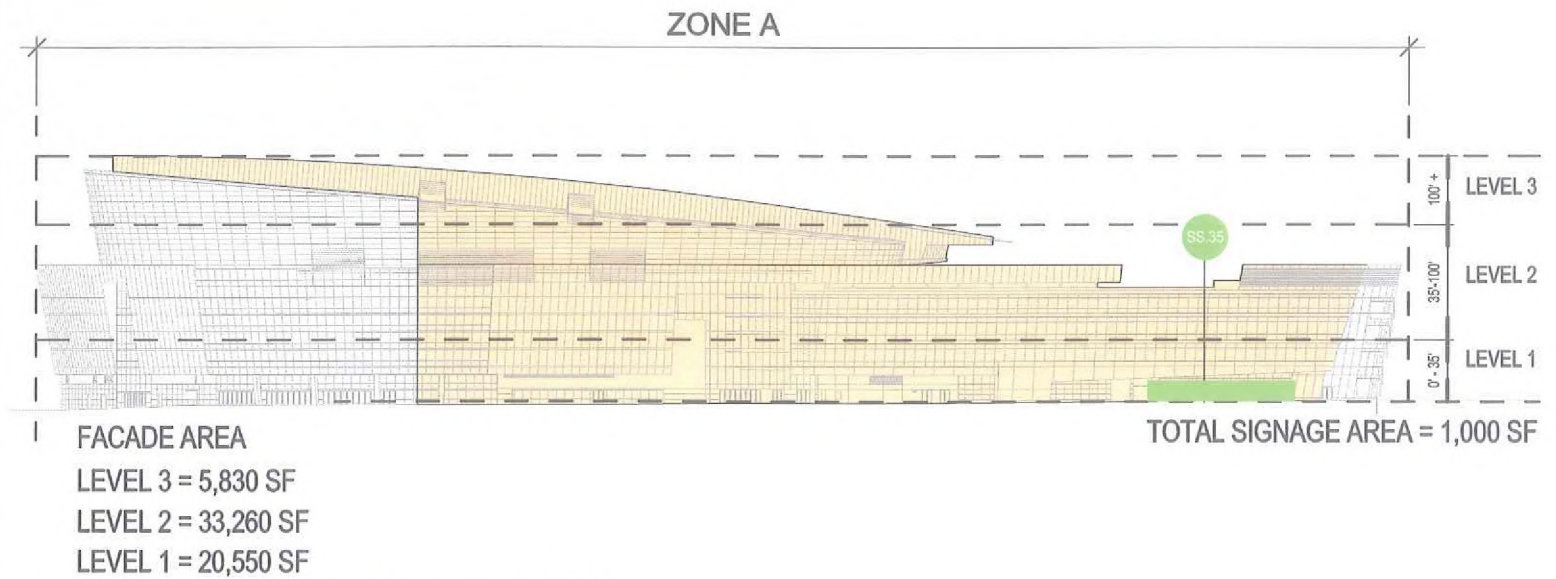 ZONE A
100' +
LEVEL 3
SS.35
35'-100'
LEVEL 2
0' - 35'
LEVEL 1
TOTAL SIGNAGE AREA = 1,000 SF
FACADE AREA
LEVEL 3 = 5,830 SF
LEVEL 2 = 33,260 SF
LEVEL 1 = 20,550 SF